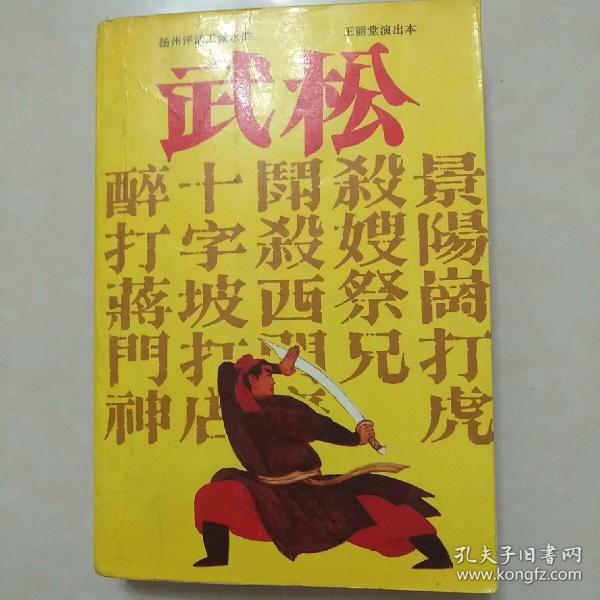 扬州评话王派水浒
王丽堂演出本
武松
景陽崗打虎
殺嫂祭兄
鬪殺西門
十字坡打店
醉打蔣門神
孔夫子旧書网
www.kongfz.com